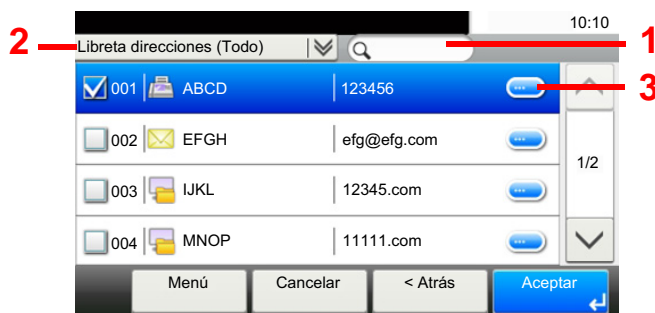 10:10
2 Libreta direcciones (Todo) 1
001 ABCD 123456 ... 3
002 EFGH efg@efg.com ...
1/2
003 IJKL 12345.com ...
004 MNOP 11111.com ...
Menú Cancelar < Atrás Aceptar